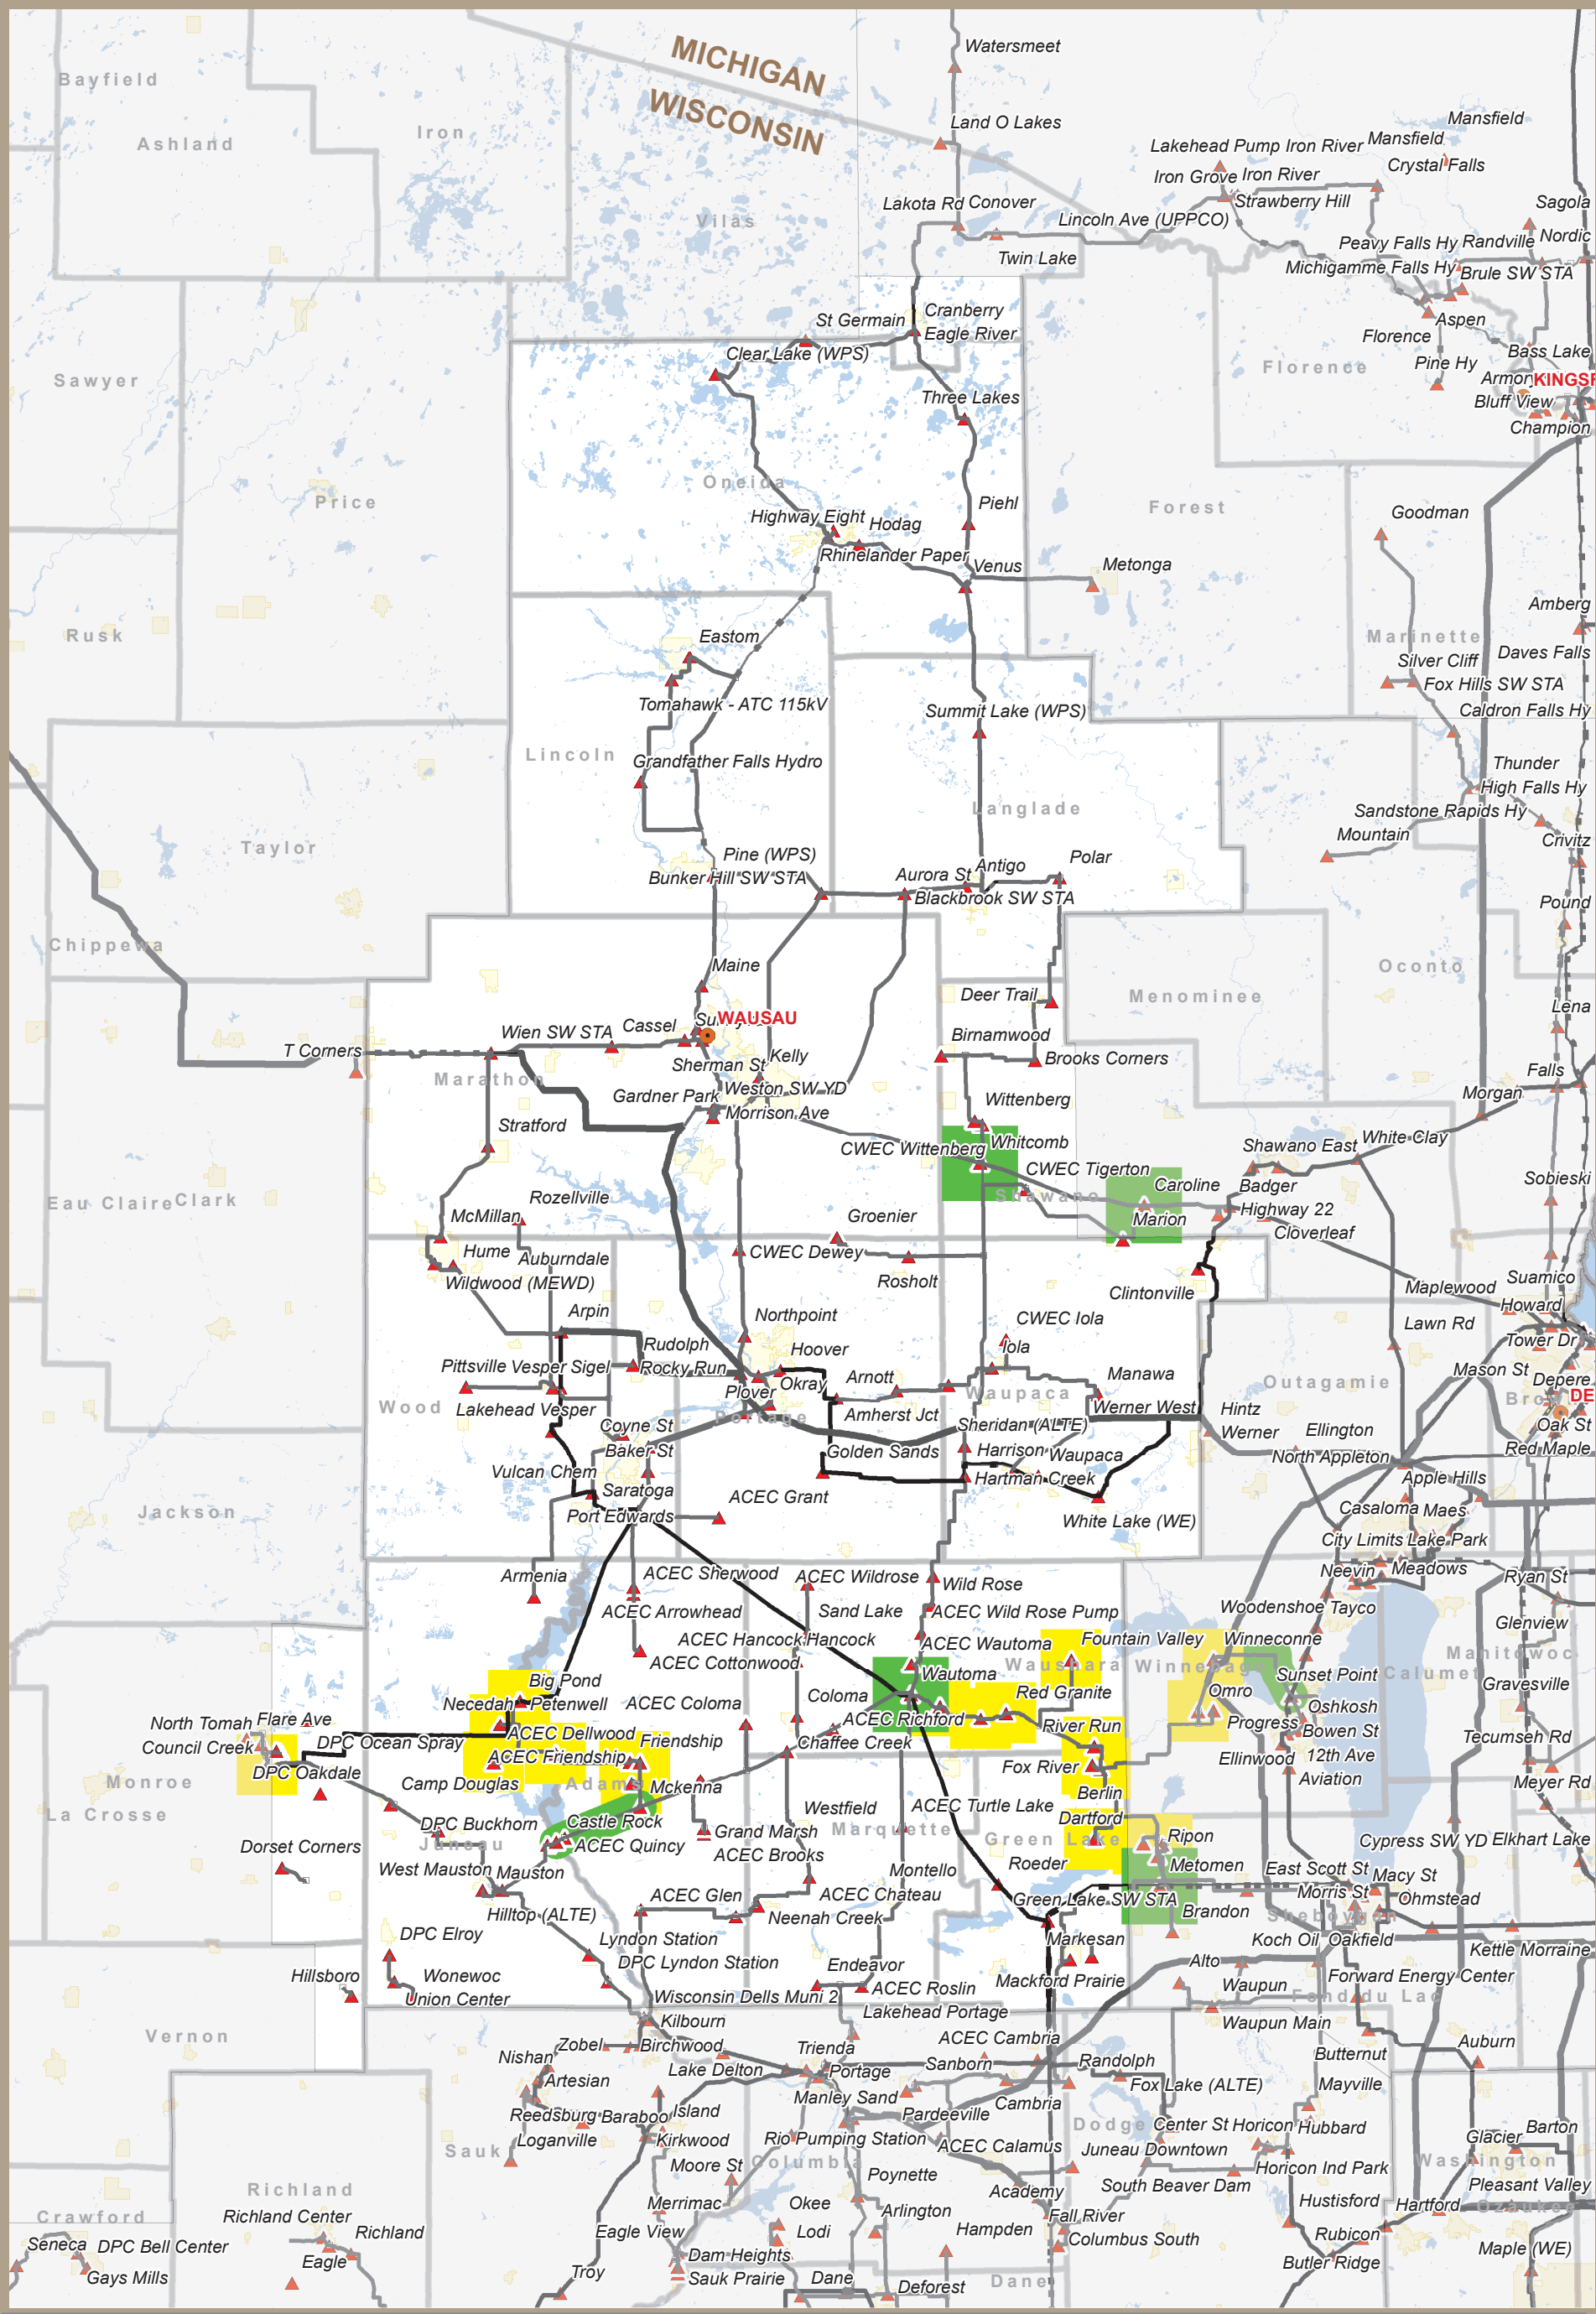 MICHIGAN
WISCONSIN
Watersmeet
Bayfield
Land O Lakes
Mansfield
Ashland
Iron
Lakehead Pump Iron River
Mansfield
Crystal Falls
Iron Grove
Iron River
Strawberry Hill
Lakota Rd
Conover
Sagola
Vilas
Lincoln Ave (UPPCO)
Twin Lake
Peavy Falls Hy
Randville
Nordic
Michigamme Falls Hy
Brule SW STA
St Germain
Cranberry
Eagle River
Aspen
Florence
Clear Lake (WPS)
Bass Lake
Florence
Pine Hy
Sawyer
Armory
KINGSF
Three Lakes
Bluff View
Champion
Oneida
Price
Piehl
Forest
Goodman
Highway Eight
Hodag
Rhinelander Paper
Venus
Metonga
Amberg
Rusk
Eastom
Marinette
Daves Falls
Silver Cliff
Fox Hills SW STA
Tomahawk - ATC 115kV
Summit Lake (WPS)
Caldron Falls Hy
Lincoln
Grandfather Falls Hydro
Thunder
High Falls Hy
Langlade
Sandstone Rapids Hy
Mountain
Crivitz
Taylor
Pine (WPS)
Bunker Hill SW STA
Aurora St
Antigo
Polar
Blackbrook SW STA
Pound
Chippewa
Maine
Oconto
Deer Trail
Menominee
Lena
WAUSAU
Wien SW STA
Cassel
T Corners
Birnamwood
Brooks Corners
Sherman St
Kelly
Falls
Marathon
Weston SW YD
Gardner Park
Morrison Ave
Wittenberg
Morgan
Stratford
CWEC Wittenberg
Whitcomb
Shawano East
White Clay
CWEC Tigerton
Caroline
Badger
Sobieski
Eau Claire
Clark
Rozellville
Shawano
McMillan
Groenier
Marion
Highway 22
Cloverleaf
Hume
Auburndale
CWEC Dewey
Rosholt
Wildwood (MEWD)
Clintonville
Maplewood
Suamico
Howard
Arpin
Northpoint
CWEC Iola
Iola
Lawn Rd
Tower Dr
Rudolph
Hoover
Pittsville
Vesper
Sigel
Rocky Run
Okray
Arnott
Manawa
Outagamie
Mason St
Depere
DE
Plover
Waupaca
Wood
Lakehead Vesper
Portage
Amherst Jct
Werner West
Hintz
Oak St
Coyne St
Sheridan (ALTE)
Werner
Ellington
Red Maple
Baker St
Golden Sands
Harrison
Waupaca
North Appleton
Vulcan Chem
Hartman Creek
Apple Hills
Saratoga
ACEC Grant
Casaloma
Maes
Jackson
Port Edwards
White Lake (WE)
City Limits
Lake Park
Armenia
ACEC Sherwood
ACEC Wildrose
Wild Rose
Neevin
Meadows
Ryan St
ACEC Arrowhead
Sand Lake
ACEC Wild Rose Pump
Woodenshoe
Tayco
Glenview
ACEC Hancock
Hancock
ACEC Wautoma
Fountain Valley
Winneconne
ACEC Cottonwood
Wautoma
Waushara
Winnebago
Calumet
Manitowoc
Big Pond
Sunset Point
Necedah
Petenwell
ACEC Coloma
Coloma
Red Granite
Omro
Oshkosh
Gravesville
North Tomah
Flare Ave
ACEC Richford
River Run
Progress
Bowen St
Council Creek
DPC Ocean Spray
ACEC Dellwood
Friendship
Chaffee Creek
Ellinwood
12th Ave
Tecumseh Rd
DPC Oakdale
ACEC Friendship
Fox River
Aviation
Monroe
Camp Douglas
Adams
Mckenna
Berlin
Meyer Rd
La Crosse
DPC Buckhorn
Castle Rock
Westfield
ACEC Turtle Lake
Dartford
Juneau
Grand Marsh
Marquette
Green Lake
Ripon
Cypress SW YD
Elkhart Lake
Dorset Corners
ACEC Quincy
ACEC Brooks
West Mauston
Mauston
Montello
Roeder
Metomen
East Scott St
Macy St
ACEC Glen
ACEC Chateau
Green Lake SW STA
Morris St
Ohmstead
Hilltop (ALTE)
Neenah Creek
Brandon
Sheboygan
DPC Elroy
Lyndon Station
Markesan
Koch Oil
Oakfield
Kettle Morraine
DPC Lyndon Station
Endeavor
Alto
Hillsboro
Wonewoc
Mackford Prairie
Waupun
Forward Energy Center
Union Center
Wisconsin Dells Muni 2
ACEC Roslin
Fond du Lac
Lakehead Portage
Vernon
Kilbourn
Waupun Main
Zobel
Birchwood
Trienda
ACEC Cambria
Auburn
Nishan
Lake Delton
Portage
Sanborn
Randolph
Butternut
Artesian
Manley Sand
Cambria
Fox Lake (ALTE)
Mayville
Reedsburg
Baraboo
Island
Pardeeville
Dodge
Center St
Horicon
Hubbard
Barton
Loganville
Kirkwood
Rio Pumping Station
ACEC Calamus
Juneau Downtown
Glacier
Sauk
Moore St
Columbia
Poynette
Horicon Ind Park
Washington
Academy
South Beaver Dam
Pleasant Valley
Richland
Crawford
Richland Center
Merrimac
Okee
Arlington
Fall River
Hustisford
Hartford
Ozaukee
Richland
Eagle View
Lodi
Hampden
Columbus South
Rubicon
Seneca
DPC Bell Center
Eagle
Dam Heights
Butler Ridge
Maple (WE)
Gays Mills
Troy
Sauk Prairie
Dane
Deforest
Dane